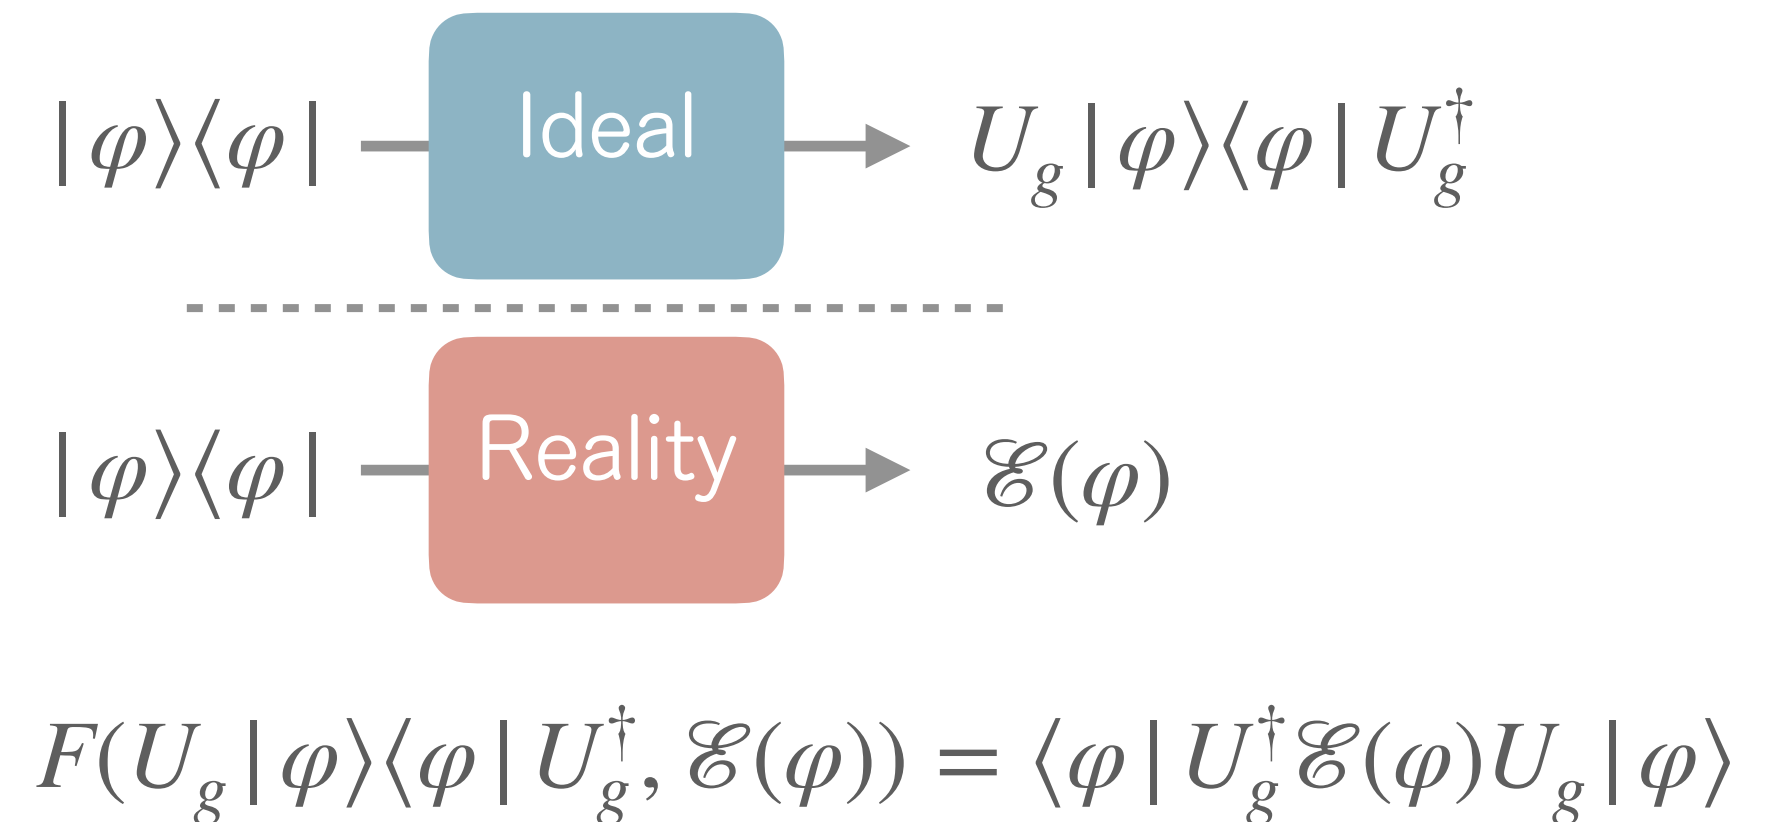 |φ⟩⟨φ| Ideal U_g|φ⟩⟨φ|U_g^†
|φ⟩⟨φ| Reality ℰ(φ)
F(U_g|φ⟩⟨φ|U_g^†, ℰ(φ)) = ⟨φ|U_g^†ℰ(φ)U_g|φ⟩